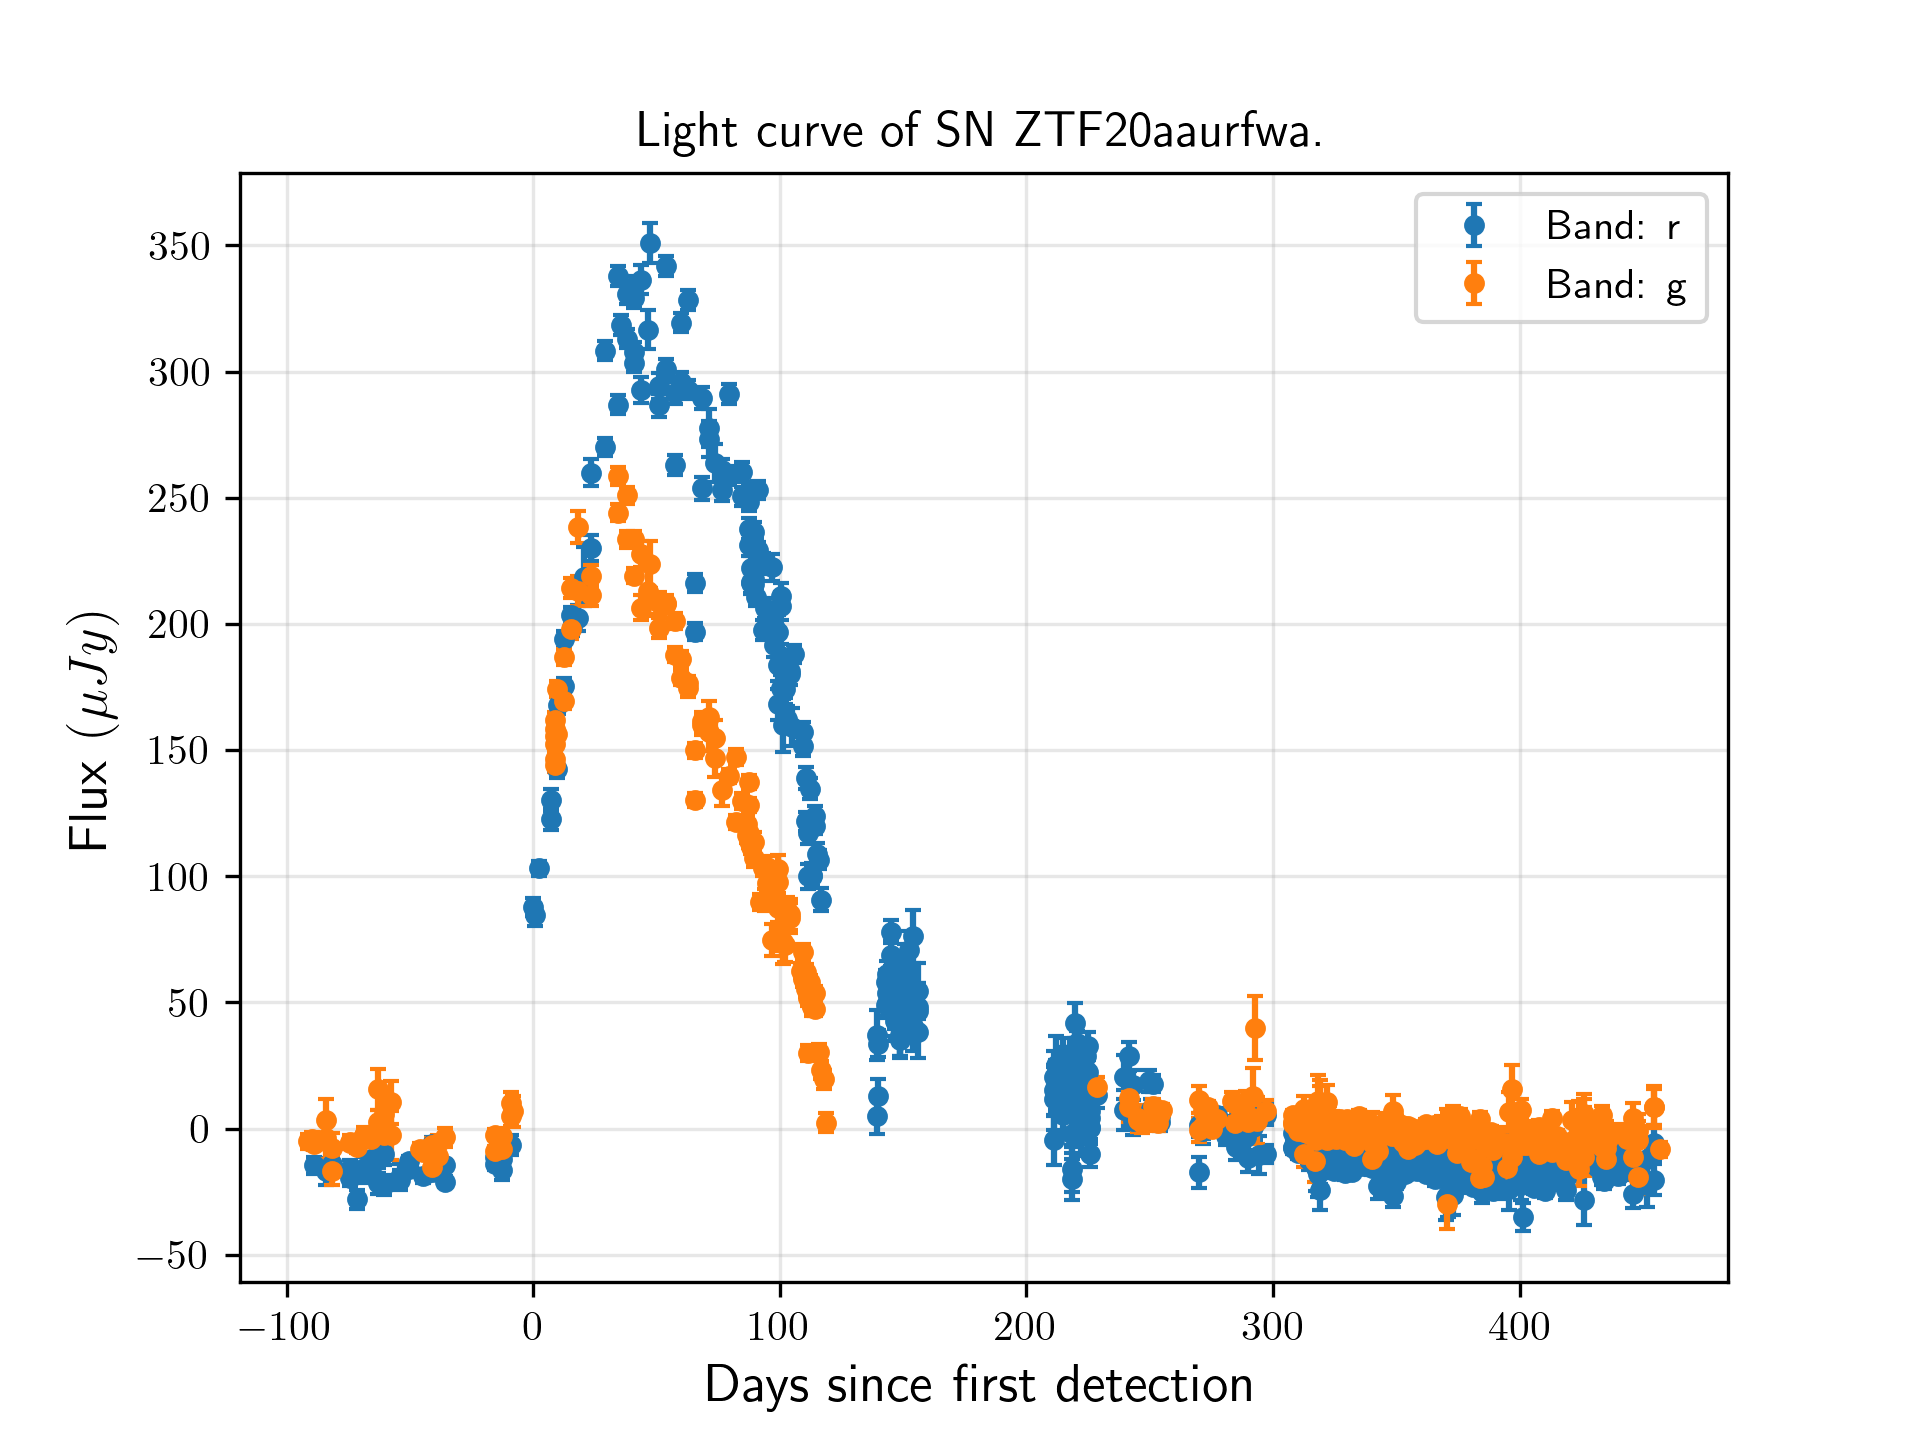 Light curve of SN ZTF20aaurfwa.
Band: r
Band: g
350
300
250
200
150
100
50
0
−50
Flux (μJy)
−100 0 100 200 300 400
Days since first detection